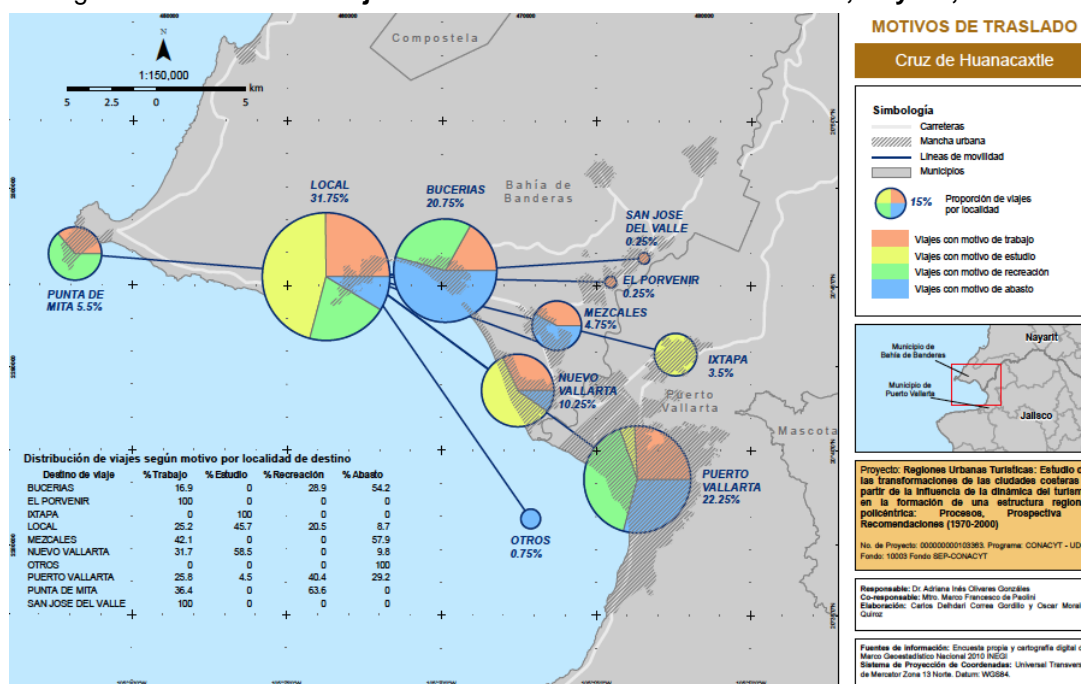 MOTIVOS DE TRASLADO
Cruz de Huanacaxtle
Compostela
N
1:150,000
km
5 2.5 0 5
LOCAL
31.75%
BUCERIAS
20.75%
Bahía de
Banderas
SAN JOSE
DEL VALLE
0.25%
EL PORVENIR
0.25%
PUNTA DE
MITA 5.5%
MEZCALES
4.75%
IXTAPA
3.5%
NUEVO
VALLARTA
10.25%
Puerto
Vallarta
Mascota
PUERTO
VALLARTA
22.25%
OTROS
0.75%
Distribución de viajes según motivo por localidad de destino
Destino de viaje %Trabajo %Estudio %Recreación %Abasto
BUCERIAS 16.9 0 28.9 54.2
EL PORVENIR 100 0 0 0
IXTAPA 0 100 0 0
LOCAL 25.2 45.7 20.5 8.7
MEZCALES 42.1 0 0 57.9
NUEVO VALLARTA 31.7 58.5 0 9.8
OTROS 0 0 0 100
PUERTO VALLARTA 25.8 4.5 40.4 29.2
PUNTA DE MITA 36.4 0 63.6 0
SAN JOSE DEL VALLE 100 0 0 0
Simbología
Carreteras
Mancha urbana
Líneas de movilidad
Municipios
15% Proporción de viajes
por localidad
Viajes con motivo de trabajo
Viajes con motivo de estudio
Viajes con motivo de recreación
Viajes con motivo de abasto
Municipio de
Bahía de Banderas
Nayarit
Municipio de
Puerto Vallarta
Jalisco
Proyecto: Regiones Urbanas Turísticas: Estudio d
las transformaciones de las ciudades costeras
partir de la influencia de la dinámica del turism
en la formación de una estructura region
policéntrica: Procesos, Prospectiva
Recomendaciones (1970-2000)
No. de Proyecto: 000000000103363. Programa: CONACYT - UD
Fondo: 10003 Fondo SEP-CONACYT
Responsable: Dr. Adriana Inés Olivares Gonzáles
Co-responsable: Mtro. Marco Francesco de Paolini
Elaboración: Carlos Delhdari Correa Gordillo y Oscar Moral
Quiroz
Fuentes de información: Encuesta propia y cartografía digital d
Marco Geoestadístico Nacional 2010 INEGI
Sistema de Proyección de Coordenadas: Universal Transvers
de Mercator Zona 13 Norte. Datum: WGS84.